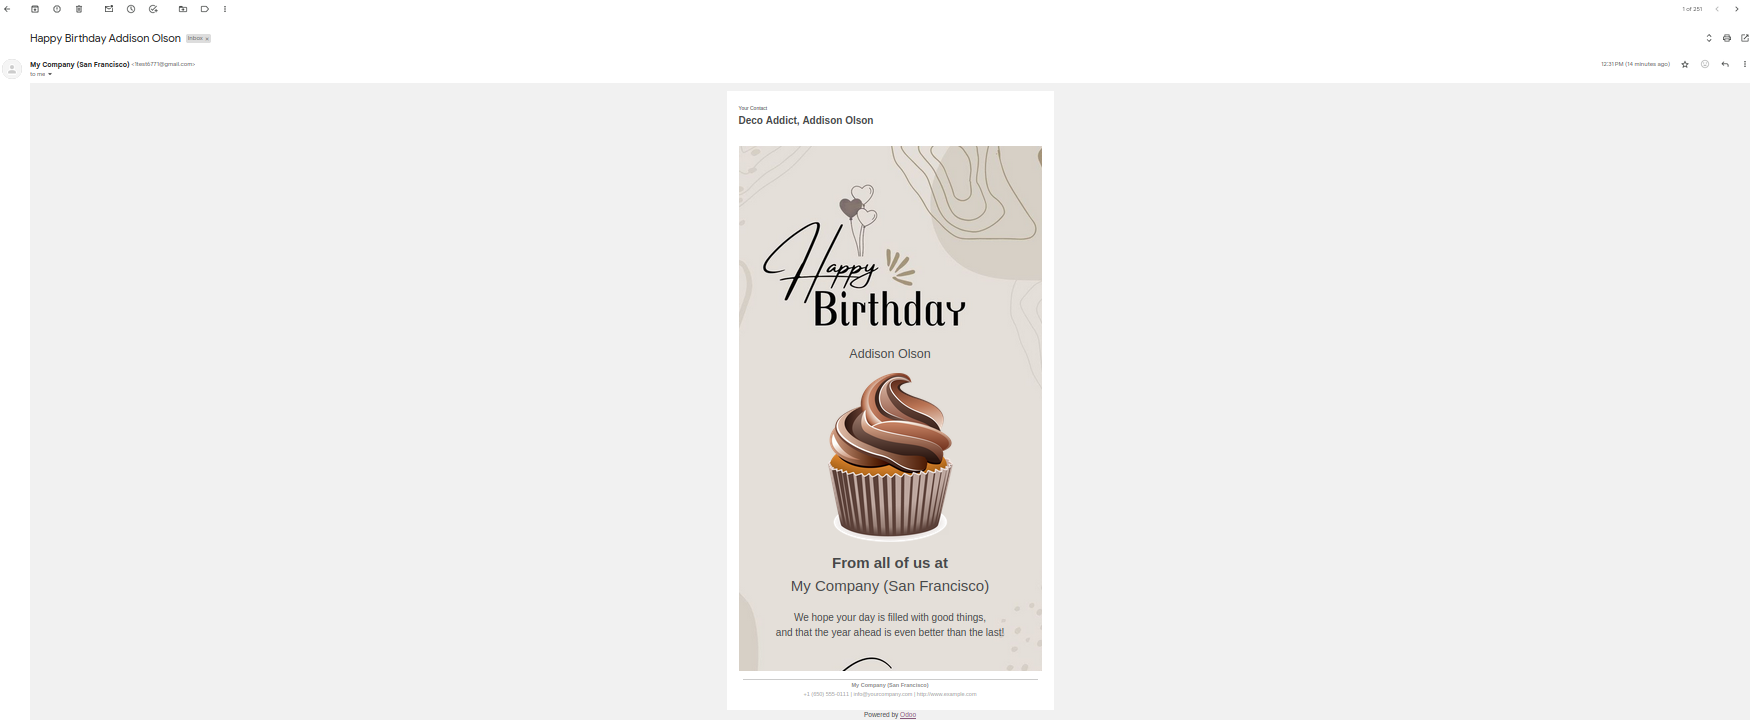 1 of 251
Happy Birthday Addison Olson Inbox ×
My Company (San Francisco) <1test6771@gmail.com>
12:31 PM (14 minutes ago)
to me
Your Contact
Deco Addict, Addison Olson
Happy
Birthday
Addison Olson
From all of us at
My Company (San Francisco)
We hope your day is filled with good things,
and that the year ahead is even better than the last!
My Company (San Francisco)
+1 (650) 555-0111 | info@yourcompany.com | http://www.example.com
Powered by Odoo